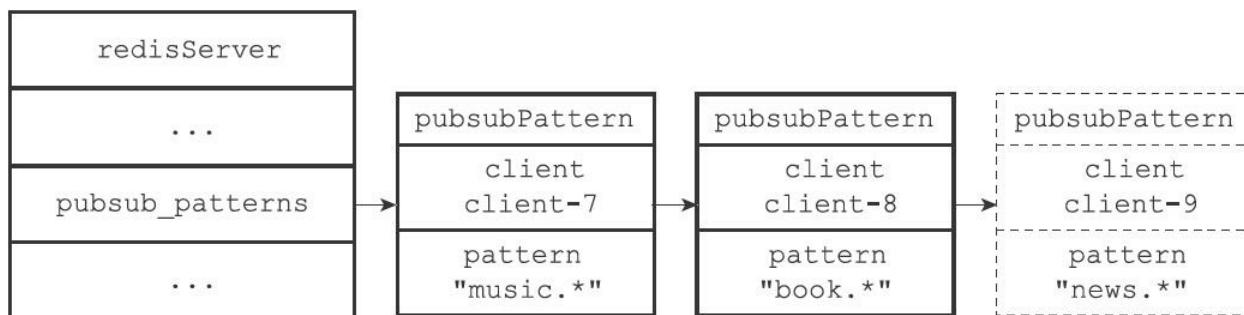 redisServer
...
pubsub_patterns
...
pubsubPattern
client
client-7
pattern
"music.*"
pubsubPattern
client
client-8
pattern
"book.*"
pubsubPattern
client
client-9
pattern
"news.*"